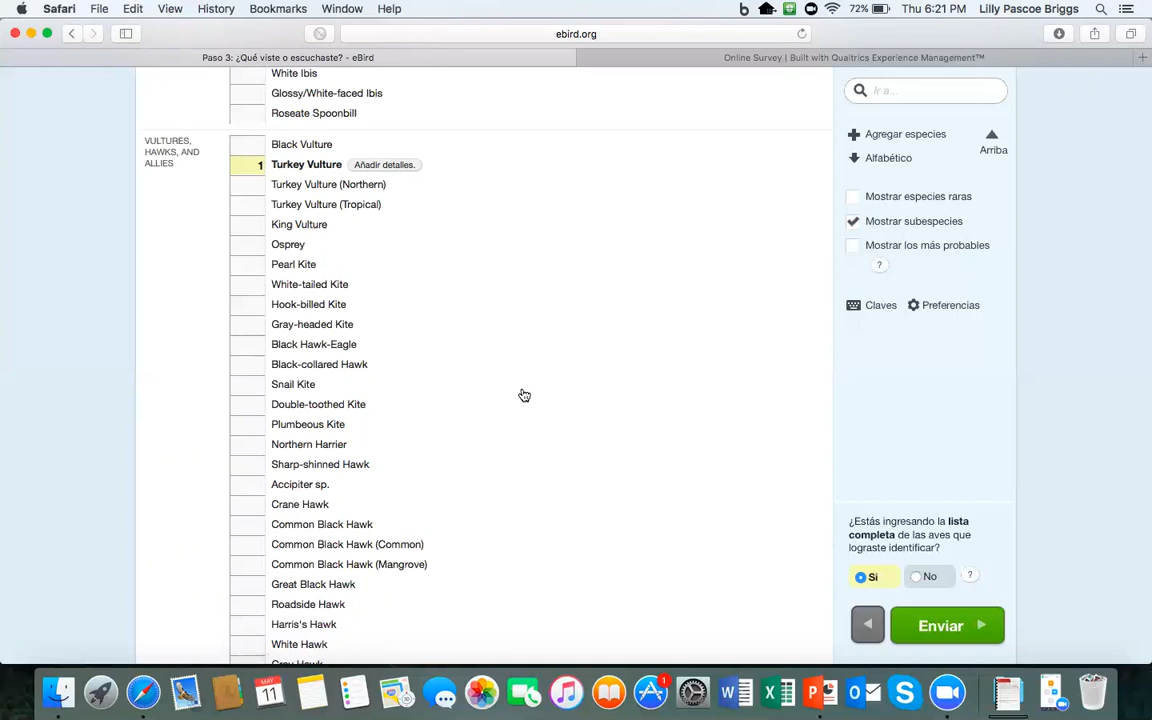 Safari File Edit View History Bookmarks Window Help 72% Thu 6:21 PM Lilly Pascoe Briggs
ebird.org
Paso 3: ¿Qué viste o escuchaste? - eBird Online Survey | Built with Qualtrics Experience Management™
White Ibis
Glossy/White-faced Ibis
Roseate Spoonbill
VULTURES,
HAWKS, AND
ALLIES
Black Vulture
1 Turkey Vulture Añadir detalles.
Turkey Vulture (Northern)
Turkey Vulture (Tropical)
King Vulture
Osprey
Pearl Kite
White-tailed Kite
Hook-billed Kite
Gray-headed Kite
Black Hawk-Eagle
Black-collared Hawk
Snail Kite
Double-toothed Kite
Plumbeous Kite
Northern Harrier
Sharp-shinned Hawk
Accipiter sp.
Crane Hawk
Common Black Hawk
Common Black Hawk (Common)
Common Black Hawk (Mangrove)
Great Black Hawk
Roadside Hawk
Harris's Hawk
White Hawk
Gray Hawk
Ir a...
Agregar especies
Arriba
Alfabético
Mostrar especies raras
Mostrar subespecies
Mostrar los más probables
?
Claves Preferencias
¿Estás ingresando la lista
completa de las aves que
lograste identificar?
Si No ?
Enviar
MAY
11
1